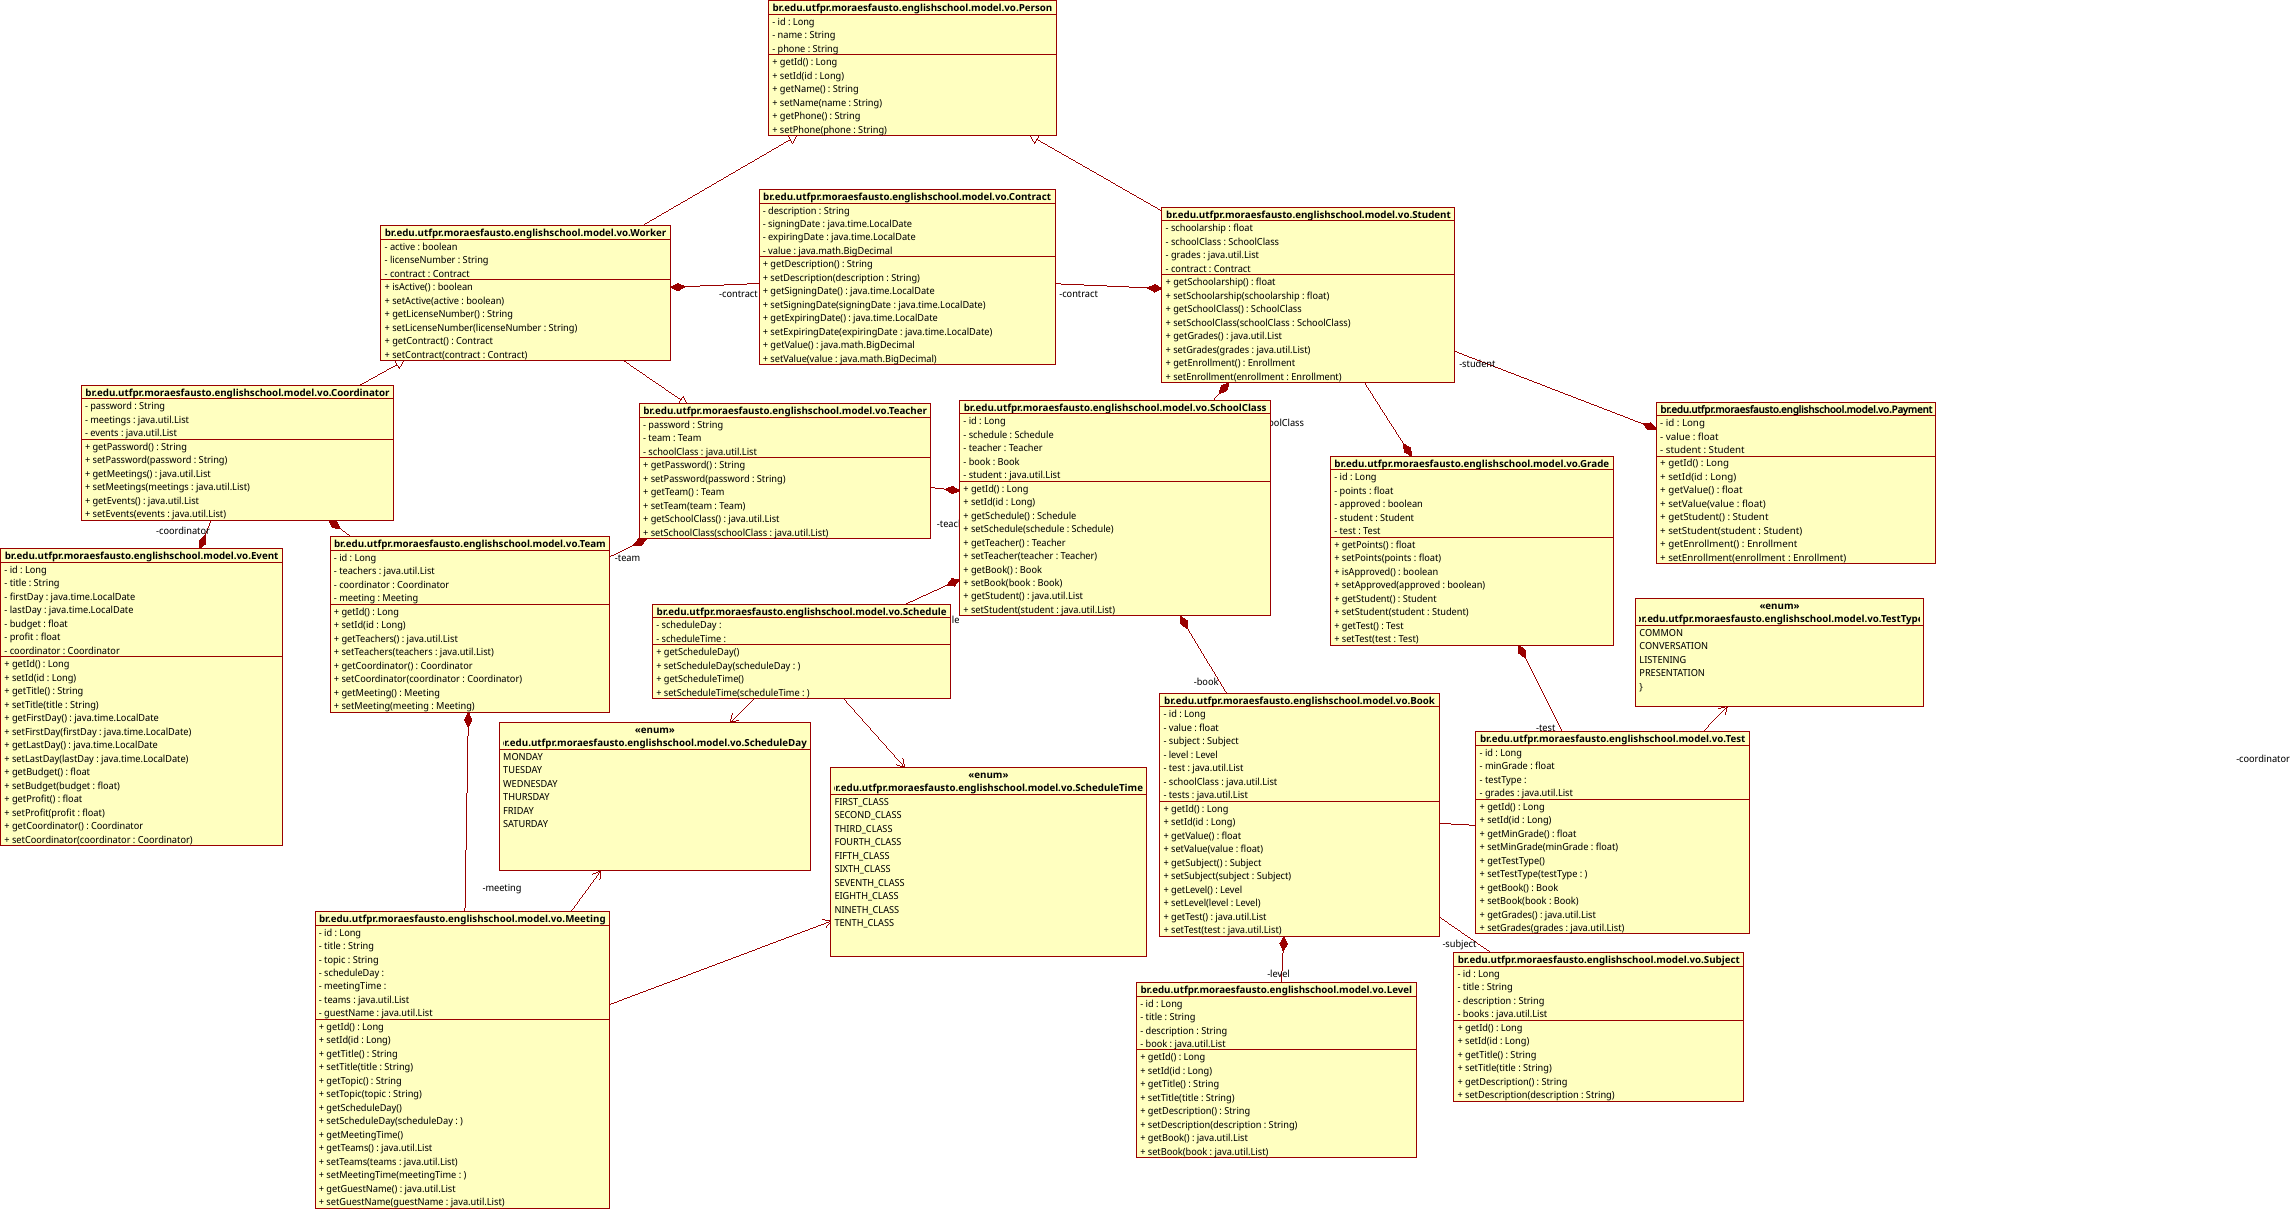 br.edu.utfpr.moraesfausto.englishschool.model.vo.Person
- id : Long
- name : String
- phone : String
+ getId() : Long
+ setId(id : Long)
+ getName() : String
+ setName(name : String)
+ getPhone() : String
+ setPhone(phone : String)
br.edu.utfpr.moraesfausto.englishschool.model.vo.Worker
- active : boolean
- licenseNumber : String
- contract : Contract
+ isActive() : boolean
+ setActive(active : boolean)
+ getLicenseNumber() : String
+ setLicenseNumber(licenseNumber : String)
+ getContract() : Contract
+ setContract(contract : Contract)
-contract
br.edu.utfpr.moraesfausto.englishschool.model.vo.Contract
- description : String
- signingDate : java.time.LocalDate
- expiringDate : java.time.LocalDate
- value : java.math.BigDecimal
+ getDescription() : String
+ setDescription(description : String)
+ getSigningDate() : java.time.LocalDate
+ setSigningDate(signingDate : java.time.LocalDate)
+ getExpiringDate() : java.time.LocalDate
+ setExpiringDate(expiringDate : java.time.LocalDate)
+ getValue() : java.math.BigDecimal
+ setValue(value : java.math.BigDecimal)
-contract
br.edu.utfpr.moraesfausto.englishschool.model.vo.Student
- schoolarship : float
- schoolClass : SchoolClass
- grades : java.util.List
- contract : Contract
+ getSchoolarship() : float
+ setSchoolarship(schoolarship : float)
+ getSchoolClass() : SchoolClass
+ setSchoolClass(schoolClass : SchoolClass)
+ getGrades() : java.util.List
+ setGrades(grades : java.util.List)
+ getEnrollment() : Enrollment
+ setEnrollment(enrollment : Enrollment)
-student
br.edu.utfpr.moraesfausto.englishschool.model.vo.Coordinator
- password : String
- meetings : java.util.List
- events : java.util.List
+ getPassword() : String
+ setPassword(password : String)
+ getMeetings() : java.util.List
+ setMeetings(meetings : java.util.List)
+ getEvents() : java.util.List
+ setEvents(events : java.util.List)
-coordinator
br.edu.utfpr.moraesfausto.englishschool.model.vo.Teacher
- password : String
- team : Team
- schoolClass : java.util.List
+ getPassword() : String
+ setPassword(password : String)
+ getTeam() : Team
+ setTeam(team : Team)
+ getSchoolClass() : java.util.List
+ setSchoolClass(schoolClass : java.util.List)
-team
-teac
br.edu.utfpr.moraesfausto.englishschool.model.vo.SchoolClass
- id : Long
- schedule : Schedule
- teacher : Teacher
- book : Book
- student : java.util.List
+ getId() : Long
+ setId(id : Long)
+ getSchedule() : Schedule
+ setSchedule(schedule : Schedule)
+ getTeacher() : Teacher
+ setTeacher(teacher : Teacher)
+ getBook() : Book
+ setBook(book : Book)
+ getStudent() : java.util.List
+ setStudent(student : java.util.List)
olClass
br.edu.utfpr.moraesfausto.englishschool.model.vo.Grade
- id : Long
- points : float
- approved : boolean
- student : Student
- test : Test
+ getPoints() : float
+ setPoints(points : float)
+ isApproved() : boolean
+ setApproved(approved : boolean)
+ getStudent() : Student
+ setStudent(student : Student)
+ getTest() : Test
+ setTest(test : Test)
br.edu.utfpr.moraesfausto.englishschool.model.vo.Payment
- id : Long
- value : float
- student : Student
+ getId() : Long
+ setId(id : Long)
+ getValue() : float
+ setValue(value : float)
+ getStudent() : Student
+ setStudent(student : Student)
+ getEnrollment() : Enrollment
+ setEnrollment(enrollment : Enrollment)
br.edu.utfpr.moraesfausto.englishschool.model.vo.Event
- id : Long
- title : String
- firstDay : java.time.LocalDate
- lastDay : java.time.LocalDate
- budget : float
- profit : float
- coordinator : Coordinator
+ getId() : Long
+ setId(id : Long)
+ getTitle() : String
+ setTitle(title : String)
+ getFirstDay() : java.time.LocalDate
+ setFirstDay(firstDay : java.time.LocalDate)
+ getLastDay() : java.time.LocalDate
+ setLastDay(lastDay : java.time.LocalDate)
+ getBudget() : float
+ setBudget(budget : float)
+ getProfit() : float
+ setProfit(profit : float)
+ getCoordinator() : Coordinator
+ setCoordinator(coordinator : Coordinator)
br.edu.utfpr.moraesfausto.englishschool.model.vo.Team
- id : Long
- teachers : java.util.List
- coordinator : Coordinator
- meeting : Meeting
+ getId() : Long
+ setId(id : Long)
+ getTeachers() : java.util.List
+ setTeachers(teachers : java.util.List)
+ getCoordinator() : Coordinator
+ setCoordinator(coordinator : Coordinator)
+ getMeeting() : Meeting
+ setMeeting(meeting : Meeting)
br.edu.utfpr.moraesfausto.englishschool.model.vo.Schedule
- scheduleDay :
- scheduleTime :
+ getScheduleDay()
+ setScheduleDay(scheduleDay : )
+ getScheduleTime()
+ setScheduleTime(scheduleTime : )
le
«enum»
r.edu.utfpr.moraesfausto.englishschool.model.vo.TestType
COMMON
CONVERSATION
LISTENING
PRESENTATION
}
-book
-test
«enum»
r.edu.utfpr.moraesfausto.englishschool.model.vo.ScheduleDay
MONDAY
TUESDAY
WEDNESDAY
THURSDAY
FRIDAY
SATURDAY
«enum»
r.edu.utfpr.moraesfausto.englishschool.model.vo.ScheduleTime
FIRST_CLASS
SECOND_CLASS
THIRD_CLASS
FOURTH_CLASS
FIFTH_CLASS
SIXTH_CLASS
SEVENTH_CLASS
EIGHTH_CLASS
NINETH_CLASS
TENTH_CLASS
br.edu.utfpr.moraesfausto.englishschool.model.vo.Book
- id : Long
- value : float
- subject : Subject
- level : Level
- test : java.util.List
- schoolClass : java.util.List
- tests : java.util.List
+ getId() : Long
+ setId(id : Long)
+ getValue() : float
+ setValue(value : float)
+ getSubject() : Subject
+ setSubject(subject : Subject)
+ getLevel() : Level
+ setLevel(level : Level)
+ getTest() : java.util.List
+ setTest(test : java.util.List)
br.edu.utfpr.moraesfausto.englishschool.model.vo.Test
- id : Long
- minGrade : float
- testType :
- grades : java.util.List
+ getId() : Long
+ setId(id : Long)
+ getMinGrade() : float
+ setMinGrade(minGrade : float)
+ getTestType()
+ setTestType(testType : )
+ getBook() : Book
+ setBook(book : Book)
+ getGrades() : java.util.List
+ setGrades(grades : java.util.List)
-coordinator
-meeting
-subject
-level
br.edu.utfpr.moraesfausto.englishschool.model.vo.Meeting
- id : Long
- title : String
- topic : String
- scheduleDay :
- meetingTime :
- teams : java.util.List
- guestName : java.util.List
+ getId() : Long
+ setId(id : Long)
+ getTitle() : String
+ setTitle(title : String)
+ getTopic() : String
+ setTopic(topic : String)
+ getScheduleDay()
+ setScheduleDay(scheduleDay : )
+ getMeetingTime()
+ getTeams() : java.util.List
+ setTeams(teams : java.util.List)
+ setMeetingTime(meetingTime : )
+ getGuestName() : java.util.List
+ setGuestName(guestName : java.util.List)
br.edu.utfpr.moraesfausto.englishschool.model.vo.Level
- id : Long
- title : String
- description : String
- book : java.util.List
+ getId() : Long
+ setId(id : Long)
+ getTitle() : String
+ setTitle(title : String)
+ getDescription() : String
+ setDescription(description : String)
+ getBook() : java.util.List
+ setBook(book : java.util.List)
br.edu.utfpr.moraesfausto.englishschool.model.vo.Subject
- id : Long
- title : String
- description : String
- books : java.util.List
+ getId() : Long
+ setId(id : Long)
+ getTitle() : String
+ setTitle(title : String)
+ getDescription() : String
+ setDescription(description : String)